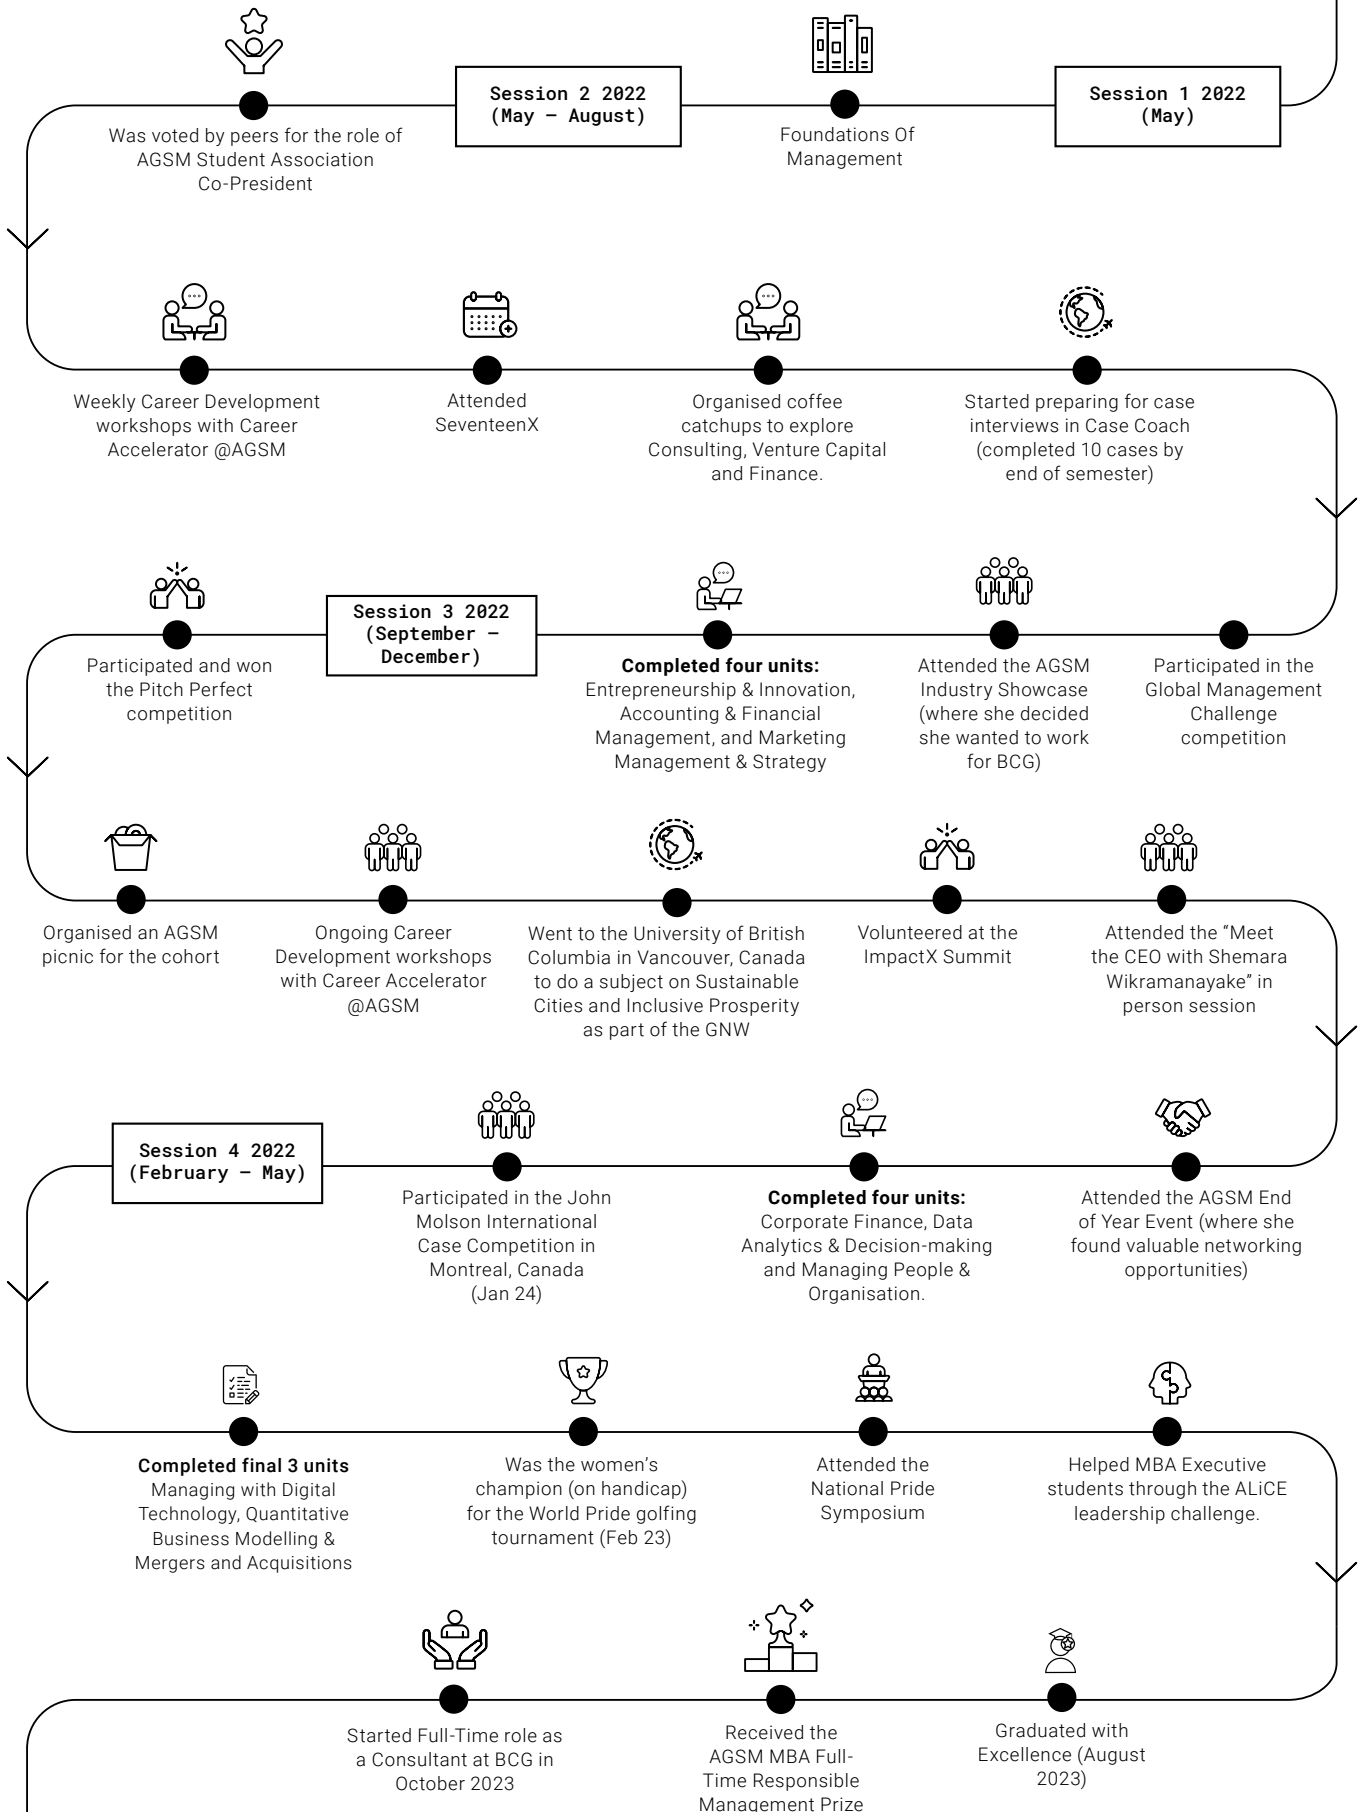 Session 1 2022
(May)
Foundations Of
Management
Session 2 2022
(May – August)
Was voted by peers for the role of
AGSM Student Association
Co-President
Weekly Career Development
workshops with Career
Accelerator @AGSM
Attended
SeventeenX
Organised coffee
catchups to explore
Consulting, Venture Capital
and Finance.
Started preparing for case
interviews in Case Coach
(completed 10 cases by
end of semester)
Participated in the
Global Management
Challenge
competition
Attended the AGSM
Industry Showcase
(where she decided
she wanted to work
for BCG)
Completed four units:
Entrepreneurship & Innovation,
Accounting & Financial
Management, and Marketing
Management & Strategy
Session 3 2022
(September –
December)
Participated and won
the Pitch Perfect
competition
Organised an AGSM
picnic for the cohort
Ongoing Career
Development workshops
with Career Accelerator
@AGSM
Went to the University of British
Columbia in Vancouver, Canada
to do a subject on Sustainable
Cities and Inclusive Prosperity
as part of the GNW
Volunteered at the
ImpactX Summit
Attended the “Meet
the CEO with Shemara
Wikramanayake” in
person session
Attended the AGSM End
of Year Event (where she
found valuable networking
opportunities)
Completed four units:
Corporate Finance, Data
Analytics & Decision-making
and Managing People &
Organisation.
Participated in the John
Molson International
Case Competition in
Montreal, Canada
(Jan 24)
Session 4 2022
(February – May)
Completed final 3 units
Managing with Digital
Technology, Quantitative
Business Modelling &
Mergers and Acquisitions
Was the women’s
champion (on handicap)
for the World Pride golfing
tournament (Feb 23)
Attended the
National Pride
Symposium
Helped MBA Executive
students through the ALiCE
leadership challenge.
Graduated with
Excellence (August
2023)
Received the
AGSM MBA Full-
Time Responsible
Management Prize
Started Full-Time role as
a Consultant at BCG in
October 2023